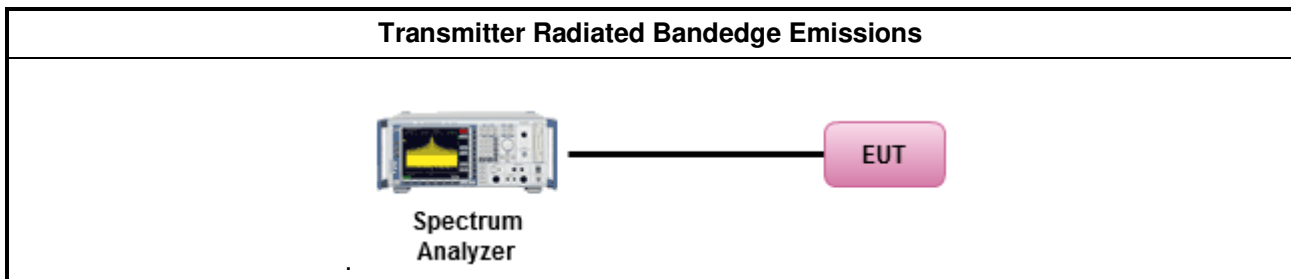 Transmitter Radiated Bandedge Emissions
EUT
Spectrum
Analyzer
.